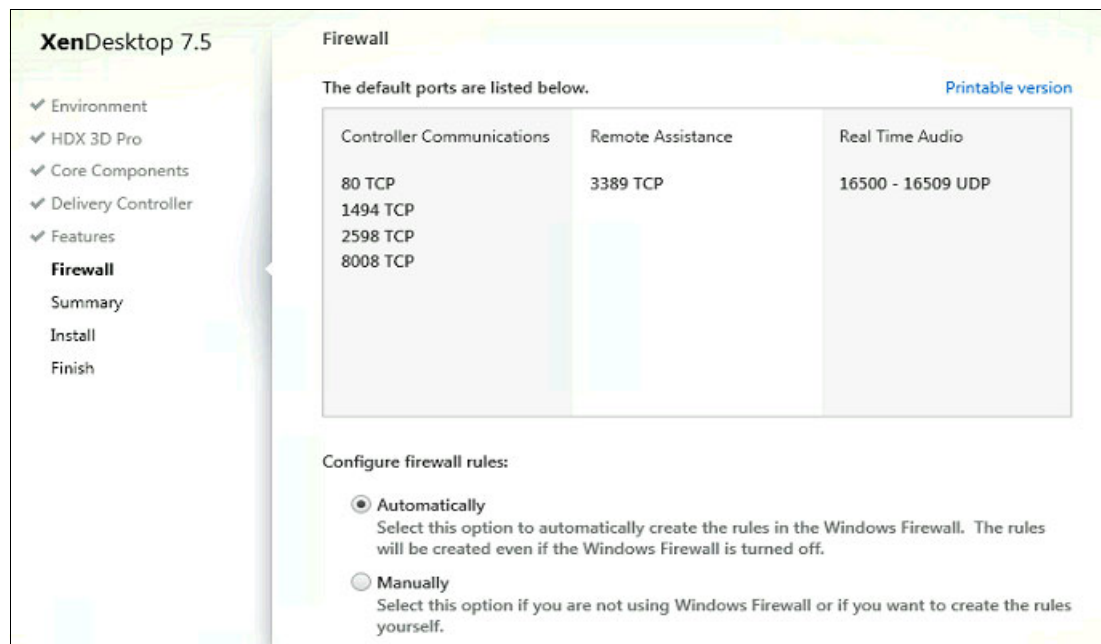 XenDesktop 7.5
Environment
HDX 3D Pro
Core Components
Delivery Controller
Features
Firewall
Summary
Install
Finish
Firewall
The default ports are listed below.
Printable version
Controller Communications
80 TCP
1494 TCP
2598 TCP
8008 TCP
Remote Assistance
3389 TCP
Real Time Audio
16500 - 16509 UDP
Configure firewall rules:
Automatically
Select this option to automatically create the rules in the Windows Firewall. The rules
will be created even if the Windows Firewall is turned off.
Manually
Select this option if you are not using Windows Firewall or if you want to create the rules
yourself.